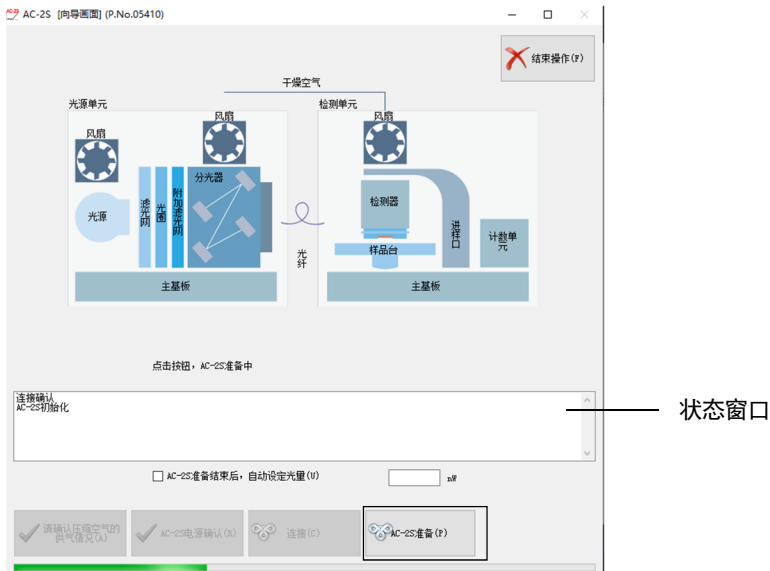 AC-2S [向导画面] (P.No.05410)
结束操作(F)
干燥空气
光源单元
检测单元
风扇
风扇
风扇
分光器
光源
滤光网
光圈
附加滤光网
检测器
样品台
进样口
计数单
元
光纤
主基板
主基板
点击按钮，AC-2S准备中
连接确认
AC-2S初始化
状态窗口
AC-2S准备结束后，自动设定光量(U)
nW
请确认压缩空气的
供气情况(A)
AC-2S电源确认(N)
连接(C)
AC-2S准备(P)